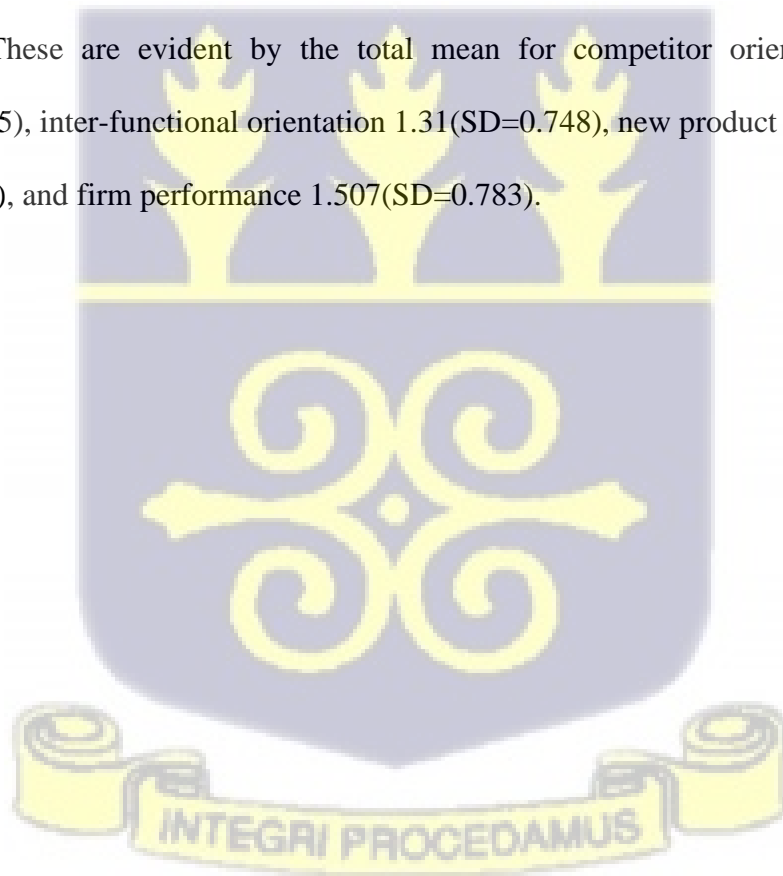 These are evident by the total mean for competitor orien
5), inter-functional orientation 1.31(SD=0.748), new product
), and firm performance 1.507(SD=0.783).
INTEGRI PROCEDAMUS